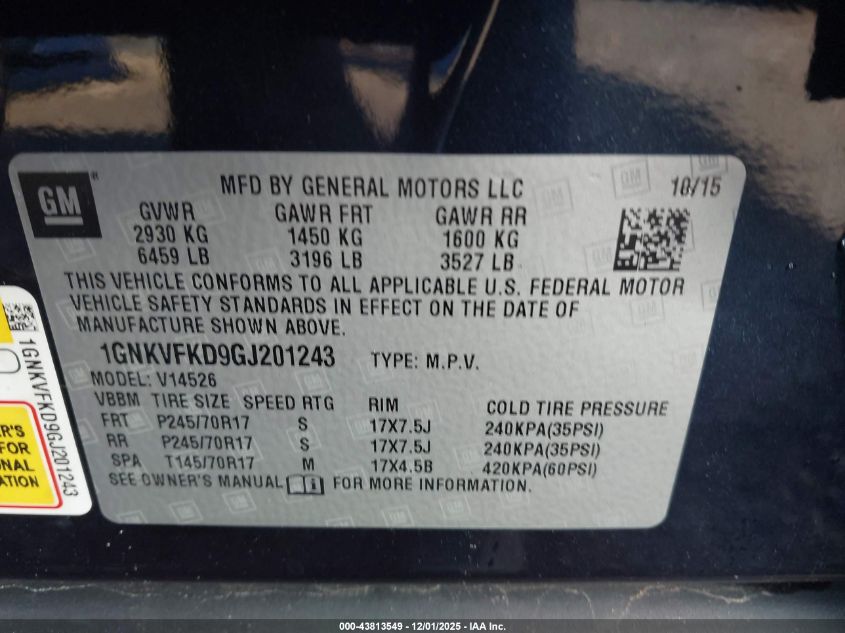 GM
MFD BY GENERAL MOTORS LLC
10/15
GVWR GAWR FRT GAWR RR
2930 KG 1450 KG 1600 KG
6459 LB 3196 LB 3527 LB
THIS VEHICLE CONFORMS TO ALL APPLICABLE U.S. FEDERAL MOTOR
VEHICLE SAFETY STANDARDS IN EFFECT ON THE DATE OF
MANUFACTURE SHOWN ABOVE.
1GNKVFKD9GJ201243 TYPE: M.P.V.
MODEL: V14526
VBBM TIRE SIZE SPEED RTG RIM COLD TIRE PRESSURE
FRT P245/70R17 S 17X7.5J 240KPA(35PSI)
RR P245/70R17 S 17X7.5J 240KPA(35PSI)
SPA T145/70R17 M 17X4.5B 420KPA(60PSI)
SEE OWNER'S MANUAL i FOR MORE INFORMATION.
1GNKVFKD9GJ201243
FOR
000-43813549 - 12/01/2025 - IAA Inc.